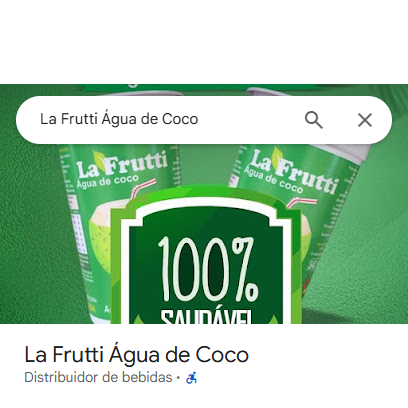 La Frutti Água de Coco
La Frutti
Água de coco
La Frutti
Água de coco
100%
SAUDÁVEL
La Frutti Água de Coco
Distribuidor de bebidas ·